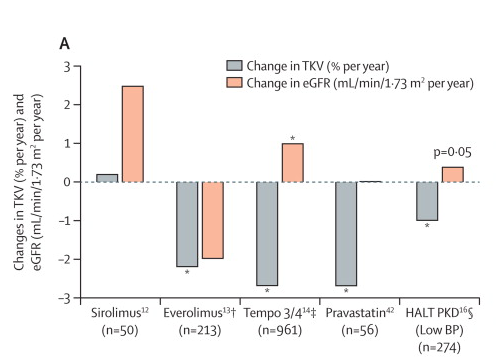 A
Change in TKV (% per year)
Change in eGFR (mL/min/1·73 m² per year)
Changes in TKV (% per year) and
eGFR (mL/min/1·73 m² per year)
3
2
1
0
–1
–2
–3
*
*
*
*
p=0·05
*
Sirolimus¹²
(n=50)
Everolimus¹³†
(n=213)
Tempo 3/4¹⁴‡
(n=961)
Pravastatin⁴²
(n=56)
HALT PKD¹⁶§
(Low BP)
(n=274)